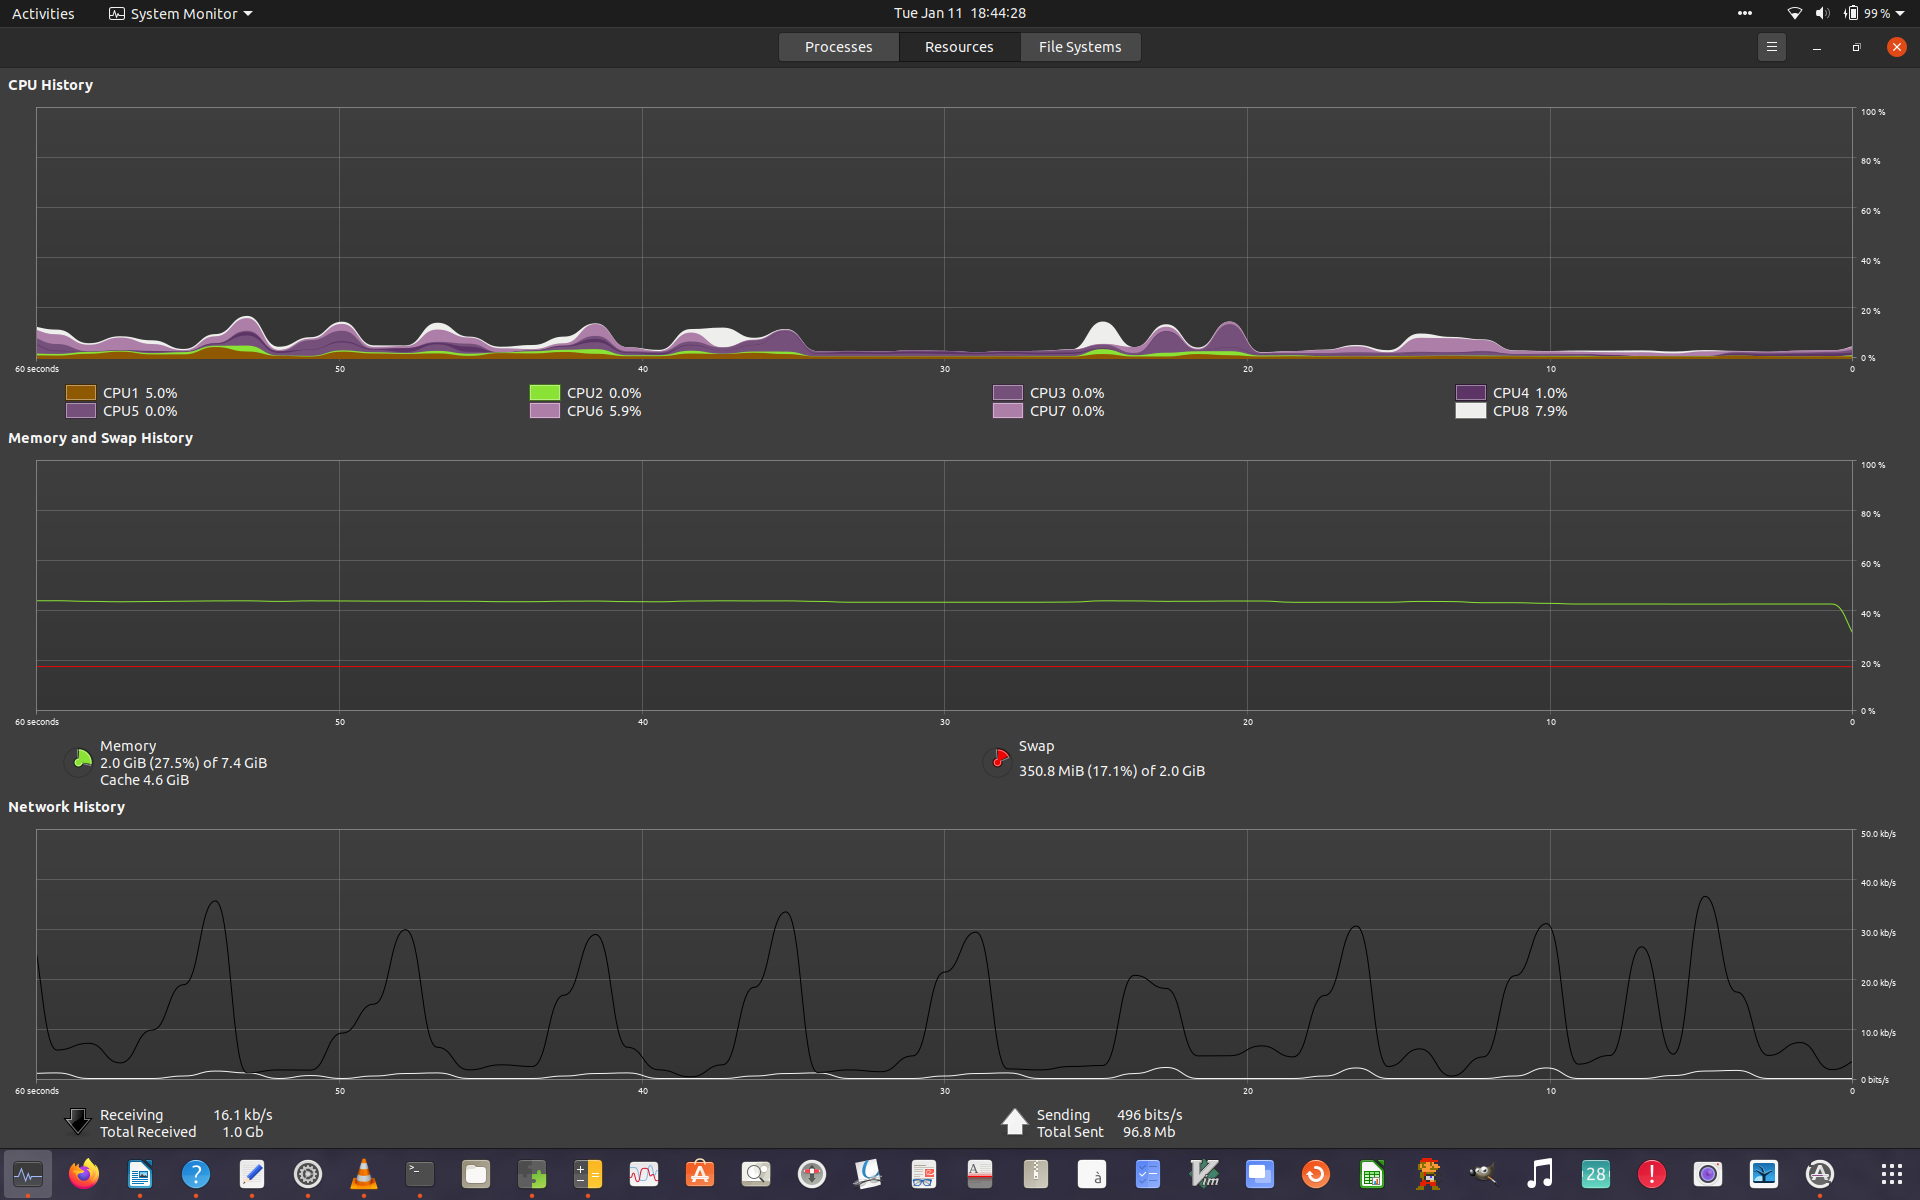 Activities System Monitor Tue Jan 11 18:44:28 99 %
Processes Resources File Systems
CPU History
100 %
80 %
60 %
40 %
20 %
0 %
60 seconds 50 40 30 20 10 0
CPU1 5.0% CPU2 0.0% CPU3 0.0% CPU4 1.0%
CPU5 0.0% CPU6 5.9% CPU7 0.0% CPU8 7.9%
Memory and Swap History
100 %
80 %
60 %
40 %
20 %
0 %
60 seconds 50 40 30 20 10 0
Memory
2.0 GiB (27.5%) of 7.4 GiB
Cache 4.6 GiB
Swap
350.8 MiB (17.1%) of 2.0 GiB
Network History
50.0 kb/s
40.0 kb/s
30.0 kb/s
20.0 kb/s
10.0 kb/s
0 bits/s
60 seconds 50 40 30 20 10 0
Receiving 16.1 kb/s
Total Received 1.0 Gb
Sending 496 bits/s
Total Sent 96.8 Mb
? >_ A à Vim 28 !